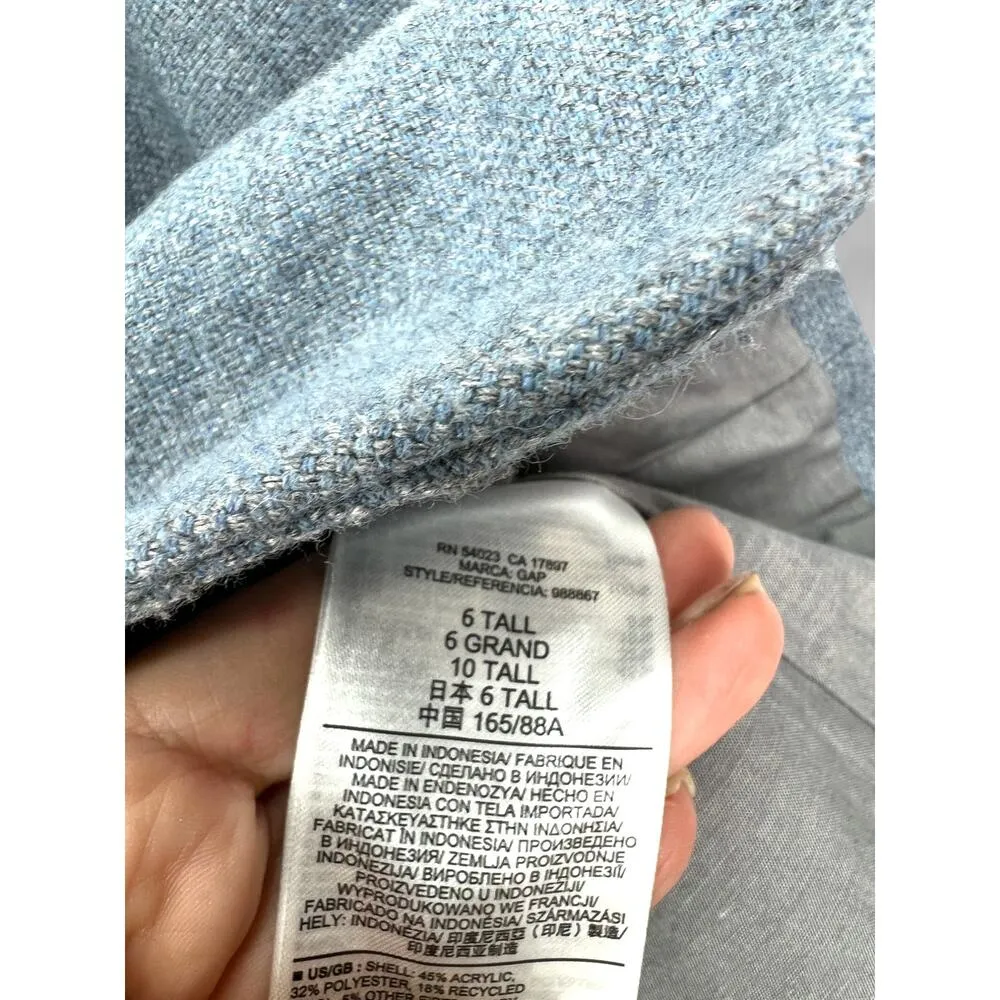 RN 54023 CA 17897
MARCA: GAP
STYLE/REFERENCIA: 988867
6 TALL
6 GRAND
10 TALL
日本 6 TALL
中国 165/88A
MADE IN INDONESIA/ FABRIQUE EN
INDONISIE/ СДЕЛАНО В ИНДОНЕЗИИ/
MADE IN ENDENOZYA/ HECHO EN
INDONESIA CON TELA IMPORTADA/
ΚΑΤΑΣΚΕΥΑΣΤΗΚΕ ΣΤΗΝ ΙΝΔΟΝΗΣΙΑ/
FABRICAT ÎN INDONESIA/ ПРОИЗВЕДЕНО
В ИНДОНЕЗИЯ/ ZEMLJA PROIZVODNJE
INDONEZIJA/ ВИРОБЛЕНО В ІНДОНЕЗІЇ/
PROIZVEDENO U INDONEZIJI/
WYPRODUKOWANO WE FRANCJI/
FABRICADO NA INDONÉSIA/ SZÁRMAZÁSI
HELY: INDONÉZIA/ 印度尼西亞（印尼）製造/
印度尼西亚制造
■ US/GB : SHELL: 45% ACRYLIC,
32% POLYESTER, 18% RECYCLED
5% OTHER